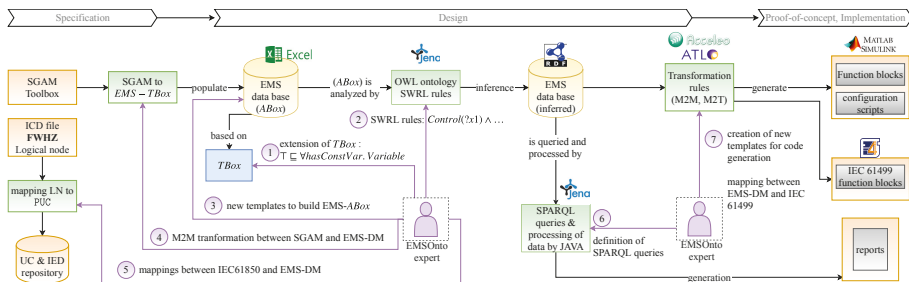 Specification
Design
Proof-of-concept, Implementation
SGAM
Toolbox
SGAM to
EMS − TBox
populate
Excel
EMS
data base
(ABox)
(ABox) is
analyzed by
jena
OWL ontology
SWRL rules
inference
RDF
EMS
data base
(inferred)
Acceleo
ATL
Transformation
rules
(M2M, M2T)
generate
MATLAB
SIMULINK
Function blocks
configuration
scripts
ICD file
FWHZ
Logical node
based on
TBox
1
extension of TBox :
⊤ ⊑ ∀hasConstVar.Variable
2
SWRL rules: Control(?x1) ∧ ...
is queried and
processed by
7
creation of new
templates for code
generation
IEC 61499
function blocks
mapping LN to
PUC
3
new templates to build EMS-ABox
4
M2M tranformation between SGAM and EMS-DM
EMSOnto
expert
jena
SPARQL
queries &
processing of
data by JAVA
6
definition of
SPARQL queries
mapping between
EMS-DM and IEC
61499
EMSOnto
expert
UC & IED
repository
5
mappings between IEC61850 and EMS-DM
generation
reports